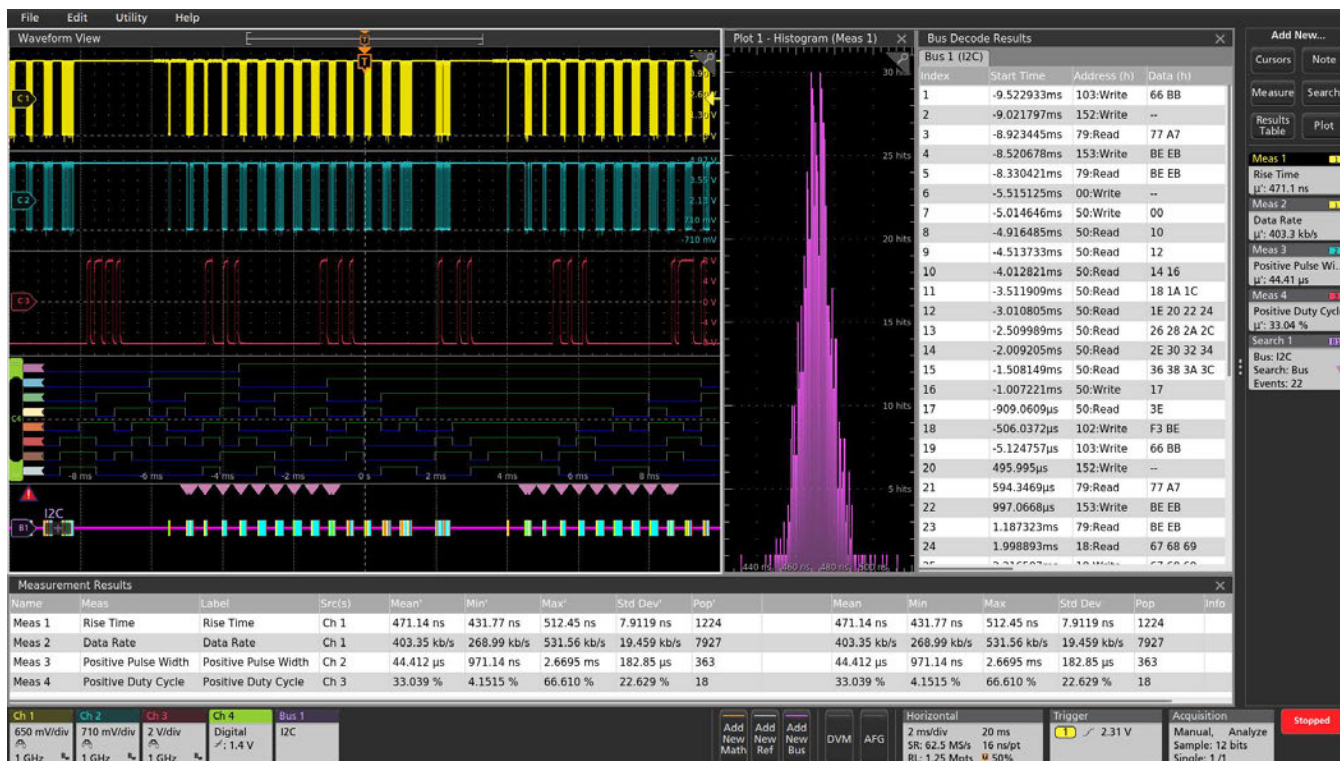 File Edit Utility Help
Waveform View
C1
C2
4.97 V
3.55 V
2.13 V
710 mV
-710 mV
C3
4 V
0 V
-4 V
C4
-8 ms -6 ms -4 ms -2 ms 0 s 2 ms 4 ms 6 ms 8 ms
I2C
B1
Plot 1 - Histogram (Meas 1)
30 hits
25 hits
20 hits
15 hits
10 hits
5 hits
440 ns 460 ns 480 ns 500 ns
Bus Decode Results
Bus 1 (I2C)
Index Start Time Address (h) Data (h)
1 -9.522933ms 103:Write 66 BB
2 -9.021797ms 152:Write --
3 -8.923445ms 79:Read 77 A7
4 -8.520678ms 153:Write BE EB
5 -8.330421ms 79:Read BE EB
6 -5.515125ms 00:Write --
7 -5.014646ms 50:Write 00
8 -4.916485ms 50:Read 10
9 -4.513733ms 50:Read 12
10 -4.012821ms 50:Read 14 16
11 -3.511909ms 50:Read 18 1A 1C
12 -3.010805ms 50:Read 1E 20 22 24
13 -2.509989ms 50:Read 26 28 2A 2C
14 -2.009205ms 50:Read 2E 30 32 34
15 -1.508149ms 50:Read 36 38 3A 3C
16 -1.007221ms 50:Write 17
17 -909.0609µs 50:Read 3E
18 -506.0372µs 102:Write F3 BE
19 -5.124757µs 103:Write 66 BB
20 495.995µs 152:Write --
21 594.3469µs 79:Read 77 A7
22 997.0668µs 153:Write BE EB
23 1.187323ms 79:Read BE EB
24 1.998893ms 18:Read 67 68 69
Add New...
Cursors Note
Measure Search
Results Table Plot
Meas 1
Rise Time
µ': 471.1 ns
Meas 2
Data Rate
µ': 403.3 kb/s
Meas 3
Positive Pulse Wi...
µ': 44.41 µs
Meas 4
Positive Duty Cycle
µ': 33.04 %
Search 1
Bus: I2C
Search: Bus
Events: 22
Measurement Results
Name Meas Label Src(s) Mean' Min' Max' Std Dev' Pop' Mean Min Max Std Dev Pop Info
Meas 1 Rise Time Rise Time Ch 1 471.14 ns 431.77 ns 512.45 ns 7.9119 ns 1224 471.14 ns 431.77 ns 512.45 ns 7.9119 ns 1224
Meas 2 Data Rate Data Rate Ch 1 403.35 kb/s 268.99 kb/s 531.56 kb/s 19.459 kb/s 7927 403.35 kb/s 268.99 kb/s 531.56 kb/s 19.459 kb/s 7927
Meas 3 Positive Pulse Width Positive Pulse Width Ch 2 44.412 µs 971.14 ns 2.6695 ms 182.85 µs 363 44.412 µs 971.14 ns 2.6695 ms 182.85 µs 363
Meas 4 Positive Duty Cycle Positive Duty Cycle Ch 3 33.039 % 4.1515 % 66.610 % 22.629 % 18 33.039 % 4.1515 % 66.610 % 22.629 % 18
Ch 1
650 mV/div
1 GHz
Ch 2
710 mV/div
1 GHz
Ch 3
2 V/div
1 GHz
Ch 4
Digital
: 1.4 V
Bus 1
I2C
Add New Math
Add New Ref
Add New Bus
DVM
AFG
Horizontal
2 ms/div 20 ms
SR: 62.5 MS/s 16 ns/pt
RL: 1.25 Mpts 50%
Trigger
1 2.31 V
Acquisition
Manual, Analyze
Sample: 12 bits
Single: 1/1
Stopped